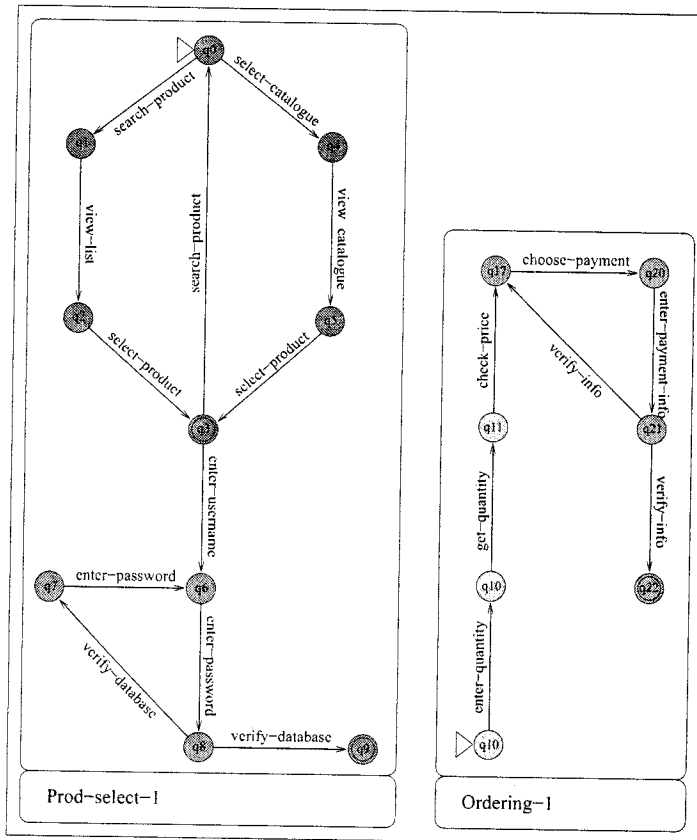 q0
search-product
select-catalogue
q1
q4
view-list
search-product
view catalogue
q2
q5
select-product
select-product
q3
enter-username
q7
enter-password
q6
verify-database
enter-password
q8
verify-database
q9
Prod-select-1
q17
choose-payment
q20
check-price
verify-info
enter-payment-info
q11
q21
get-quantity
verify-info
q10
q22
enter-quantity
q10
Ordering-1